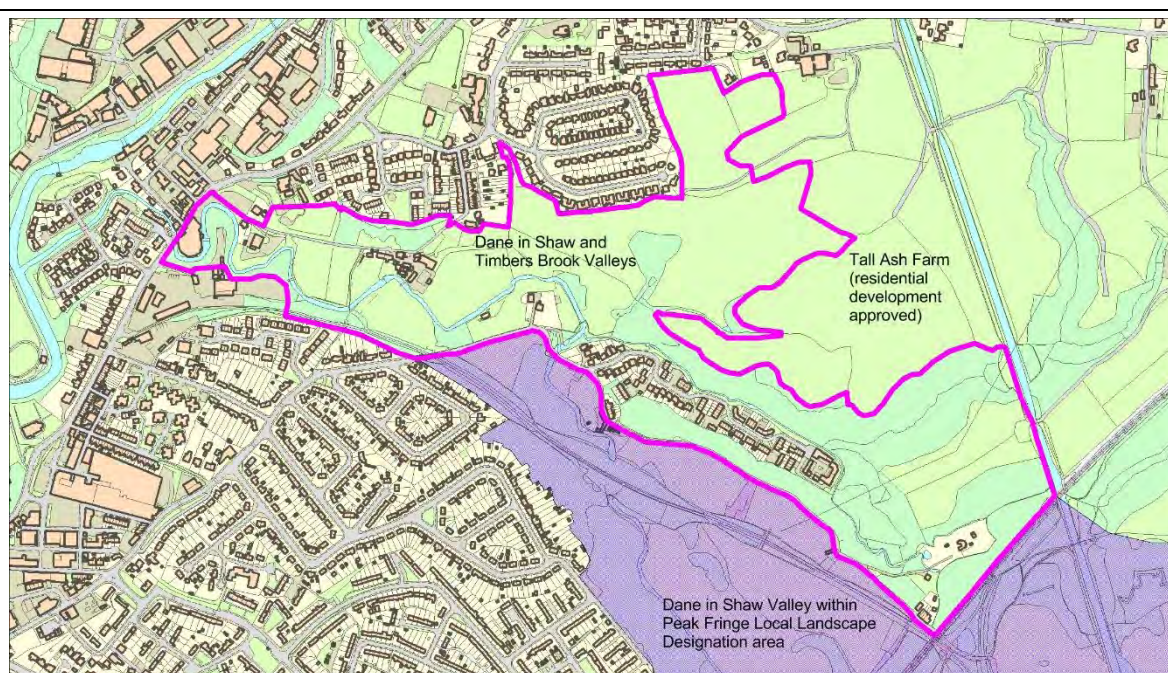 Dane in Shaw and
Timbers Brook Valleys
Tall Ash Farm
(residential
development
approved)
Dane in Shaw Valley within
Peak Fringe Local Landscape
Designation area